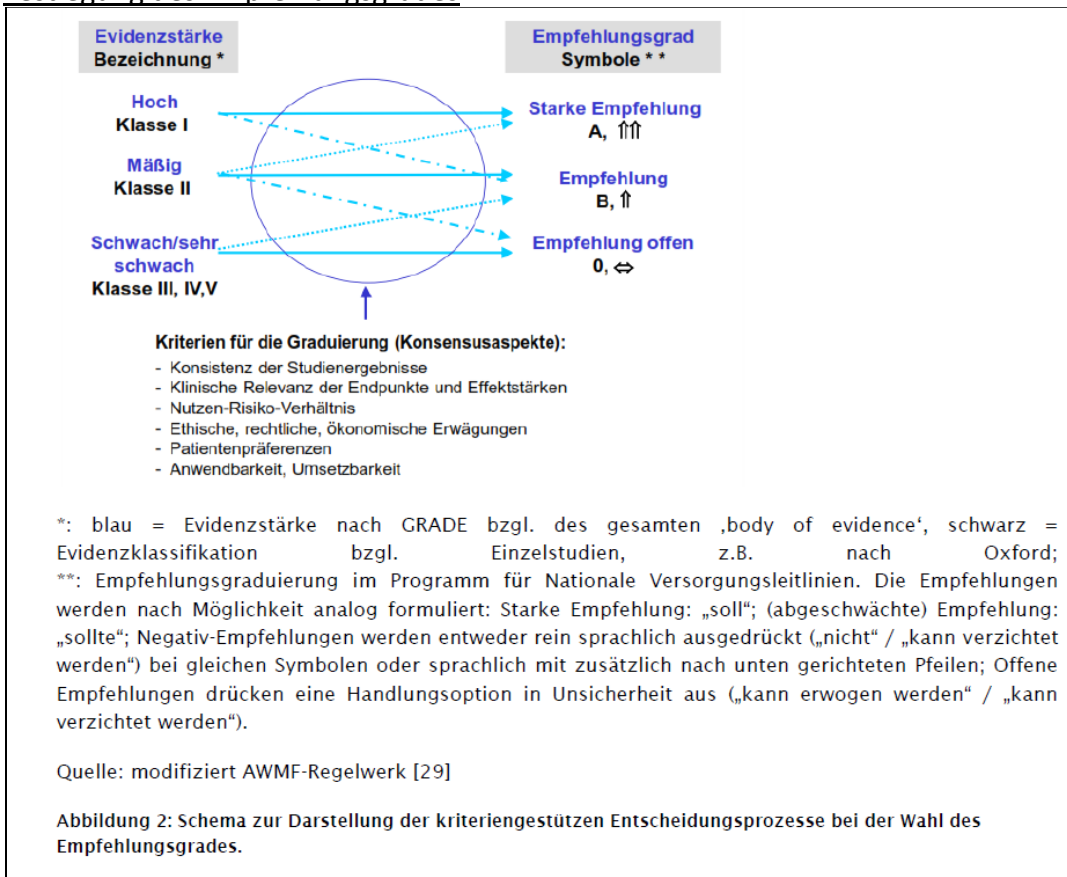 Evidenzstärke
Bezeichnung *
Empfehlungsgrad
Symbole * *
Hoch
Klasse I
Starke Empfehlung
A, ⇑⇑
Mäßig
Klasse II
Empfehlung
B, ⇑
Schwach/sehr
schwach
Klasse III, IV,V
Empfehlung offen
0, ⇔
Kriterien für die Graduierung (Konsensusaspekte):
- Konsistenz der Studienergebnisse
- Klinische Relevanz der Endpunkte und Effektstärken
- Nutzen-Risiko-Verhältnis
- Ethische, rechtliche, ökonomische Erwägungen
- Patientenpräferenzen
- Anwendbarkeit, Umsetzbarkeit
*: blau = Evidenzstärke nach GRADE bzgl. des gesamten ‚body of evidence‘, schwarz =
Evidenzklassifikation bzgl. Einzelstudien, z.B. nach Oxford;
**: Empfehlungsgraduierung im Programm für Nationale Versorgungsleitlinien. Die Empfehlungen
werden nach Möglichkeit analog formuliert: Starke Empfehlung: „soll“; (abgeschwächte) Empfehlung:
„sollte“; Negativ-Empfehlungen werden entweder rein sprachlich ausgedrückt („nicht“ / „kann verzichtet
werden“) bei gleichen Symbolen oder sprachlich mit zusätzlich nach unten gerichteten Pfeilen; Offene
Empfehlungen drücken eine Handlungsoption in Unsicherheit aus („kann erwogen werden“ / „kann
verzichtet werden“).
Quelle: modifiziert AWMF-Regelwerk [29]
Abbildung 2: Schema zur Darstellung der kriteriengestützen Entscheidungsprozesse bei der Wahl des
Empfehlungsgrades.